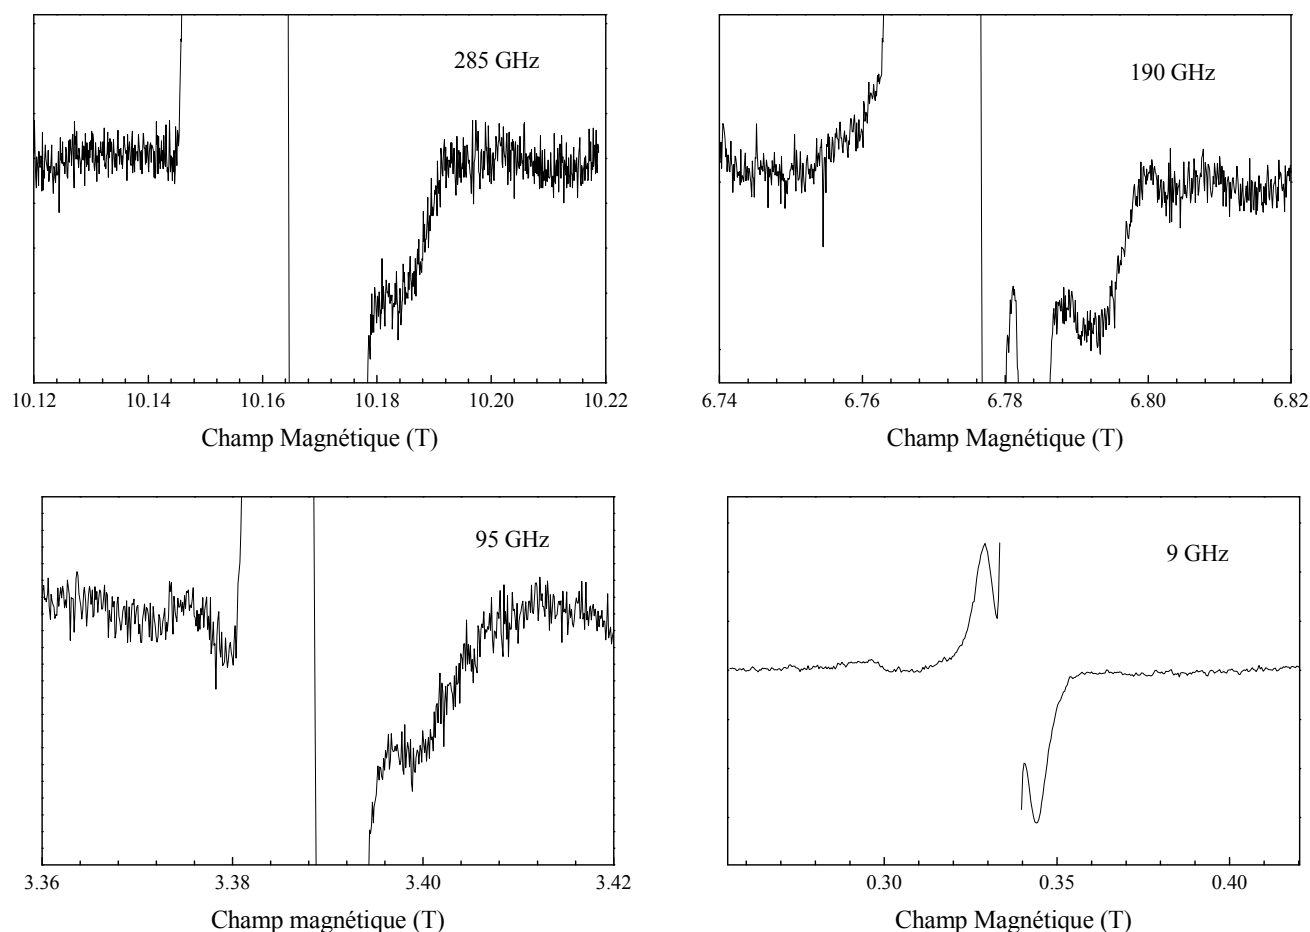 285 GHz
10.12 10.14 10.16 10.18 10.20 10.22
Champ Magnétique (T)
190 GHz
6.74 6.76 6.78 6.80 6.82
Champ Magnétique (T)
95 GHz
3.36 3.38 3.40 3.42
Champ magnétique (T)
9 GHz
0.30 0.35 0.40
Champ Magnétique (T)